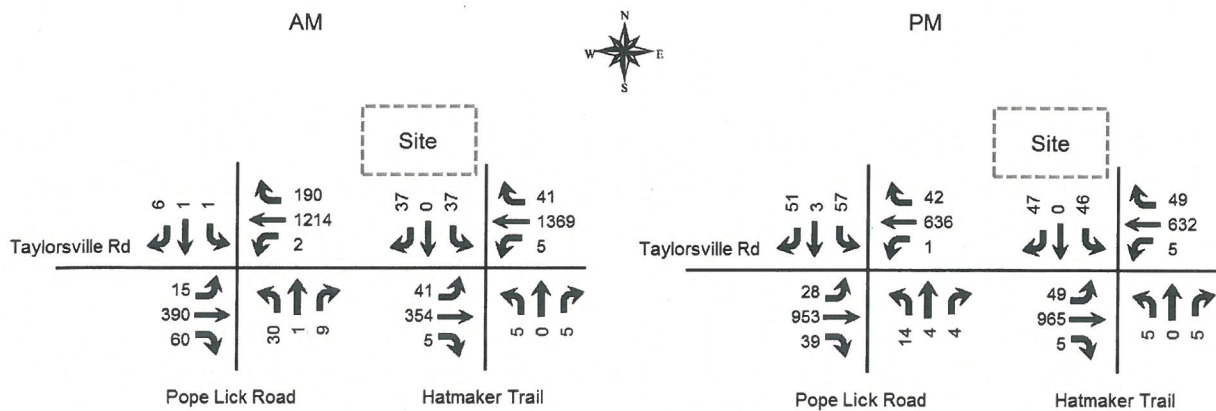 AM
N
W E
S
PM
Site
Site
6 1 1
190
1214
2
37 0 37
41
1369
5
51 3 57
42
636
1
47 0 46
49
632
5
Taylorsville Rd
Taylorsville Rd
15
390
60
30 1 9
41
354
5
5 0 5
28
953
39
14 4 4
49
965
5
5 0 5
Pope Lick Road
Hatmaker Trail
Pope Lick Road
Hatmaker Trail